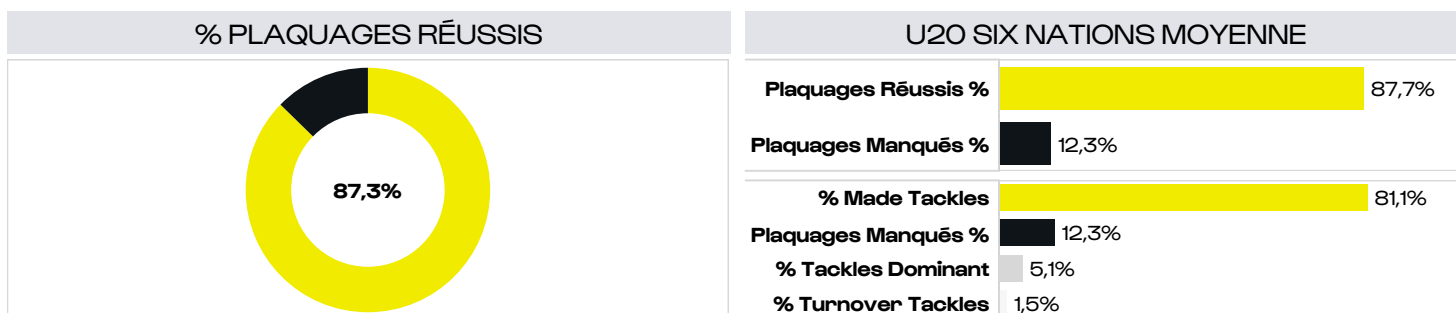 % PLAQUAGES RÉUSSIS
87,3%
U20 SIX NATIONS MOYENNE
Plaquages Réussis % 87,7%
Plaquages Manqués % 12,3%
% Made Tackles 81,1%
Plaquages Manqués % 12,3%
% Tackles Dominant 5,1%
% Turnover Tackles 1,5%